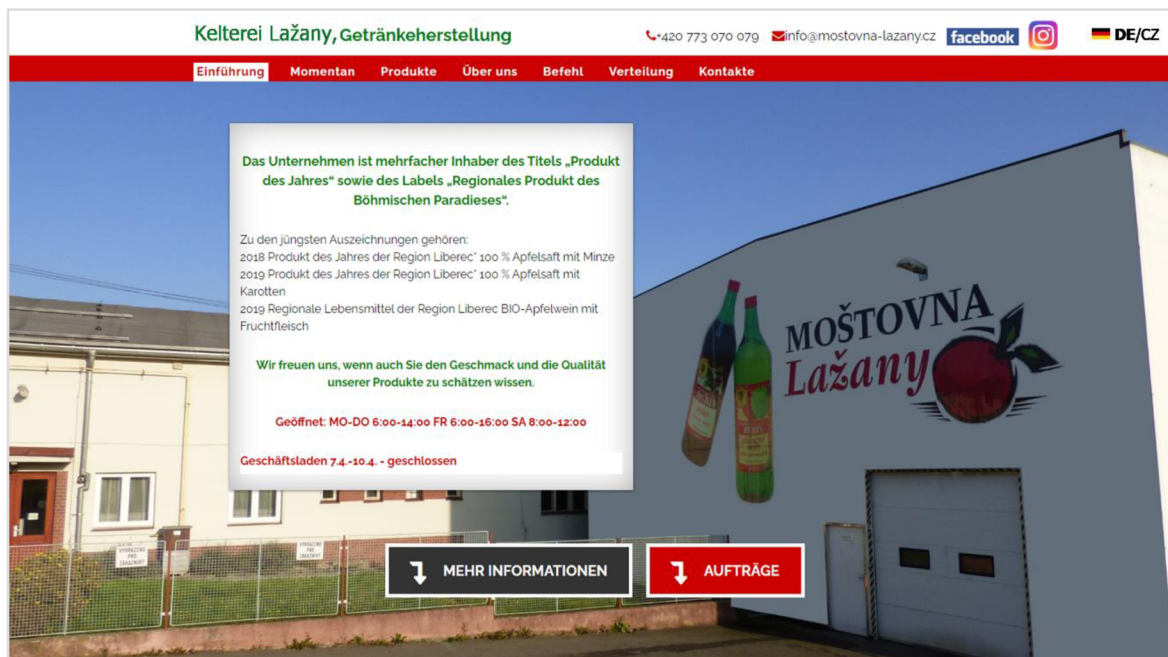 Kelterei Lažany, Getränkeherstellung
+420 773 070 079 info@mostovna-lazany.cz facebook DE/CZ
Einführung Momentan Produkte Über uns Befehl Verteilung Kontakte
Das Unternehmen ist mehrfacher Inhaber des Titels „Produkt
des Jahres“ sowie des Labels „Regionales Produkt des
Böhmischen Paradieses“.
Zu den jüngsten Auszeichnungen gehören:
2018 Produkt des Jahres der Region Liberec* 100 % Apfelsaft mit Minze
2019 Produkt des Jahres der Region Liberec* 100 % Apfelsaft mit
Karotten
2019 Regionale Lebensmittel der Region Liberec BIO-Apfelwein mit
Fruchtfleisch
Wir freuen uns, wenn auch Sie den Geschmack und die Qualität
unserer Produkte zu schätzen wissen.
Geöffnet: MO-DO 6:00-14:00 FR 6:00-16:00 SA 8:00-12:00
Geschäftsladen 7.4.-10.4. - geschlossen
MOŠTOVNA
Lažany
VYHRAZENO
PRO
ZÁKAZNÍKY
VYHRAZENO
PRO
ZÁKAZNÍKY
MEHR INFORMATIONEN
AUFTRÄGE